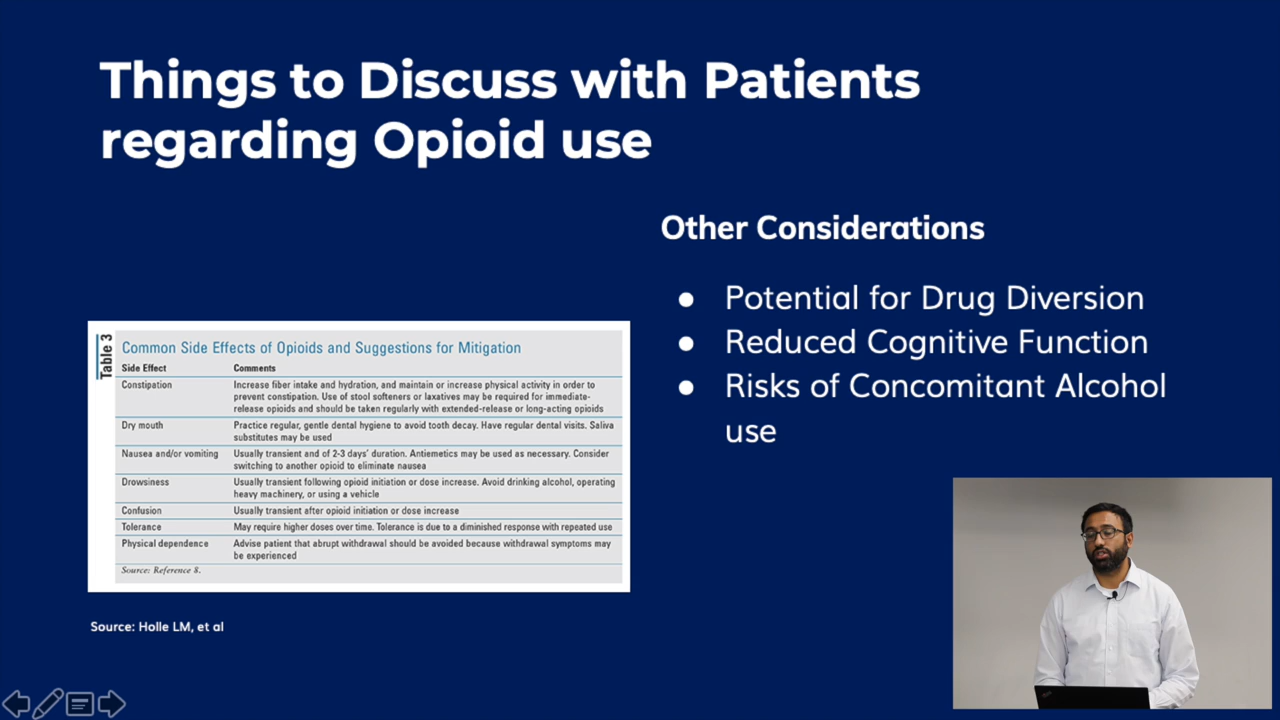 Things to Discuss with Patients
regarding Opioid use
Other Considerations
● Potential for Drug Diversion
● Reduced Cognitive Function
● Risks of Concomitant Alcohol
use
Table 3
Common Side Effects of Opioids and Suggestions for Mitigation
Side Effect Comments
Constipation Increase fiber intake and hydration, and maintain or increase physical activity in order to
prevent constipation. Use of stool softeners or laxatives may be required for immediate-
release opioids and should be taken regularly with extended-release or long-acting opioids
Dry mouth Practice regular, gentle dental hygiene to avoid tooth decay. Have regular dental visits. Saliva
substitutes may be used
Nausea and/or vomiting Usually transient and of 2-3 days' duration. Antiemetics may be used as necessary. Consider
switching to another opioid to eliminate nausea
Drowsiness Usually transient following opioid initiation or dose increase. Avoid drinking alcohol, operating
heavy machinery, or using a vehicle
Confusion Usually transient after opioid initiation or dose increase
Tolerance May require higher doses over time. Tolerance is due to a diminished response with repeated use
Physical dependence Advise patient that abrupt withdrawal should be avoided because withdrawal symptoms may
be experienced
Source: Reference 8.
Source: Holle LM, et al